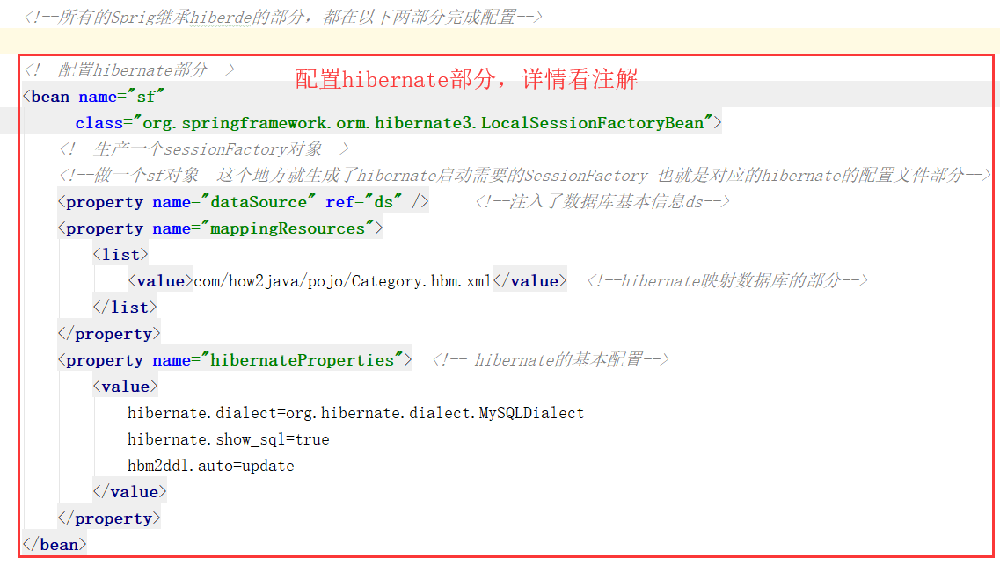 <!--所有的Sprig继承hiberde的部分，都在以下两部分完成配置-->
<!--配置hibernate部分-->
配置hibernate部分，详情看注解
<bean name="sf"
class="org.springframework.orm.hibernate3.LocalSessionFactoryBean">
<!--生产一个sessionFactory对象-->
<!--做一个sf对象  这个地方就生成了hibernate启动需要的SessionFactory 也就是对应的hibernate的配置文件部分-->
<property name="dataSource" ref="ds" />     <!--注入了数据库基本信息ds-->
<property name="mappingResources">
<list>
<value>com/how2java/pojo/Category.hbm.xml</value>  <!--hibernate映射数据库的部分-->
</list>
</property>
<property name="hibernateProperties">  <!-- hibernate的基本配置-->
<value>
hibernate.dialect=org.hibernate.dialect.MySQLDialect
hibernate.show_sql=true
hbm2ddl.auto=update
</value>
</property>
</bean>